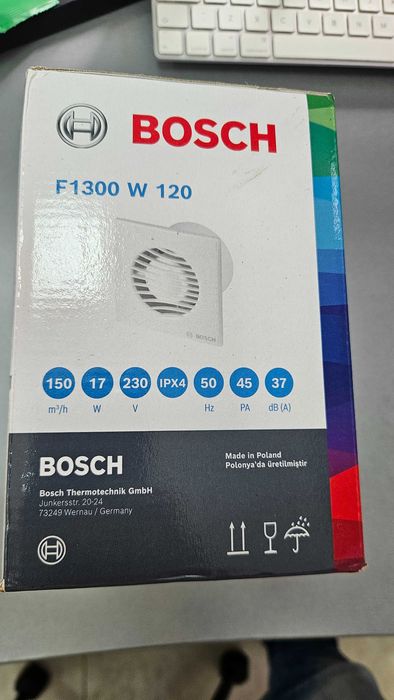 BOSCH
F1300 W 120
BOSCH
150 17 230 IPX4 50 45 37
m³/h W V Hz PA dB (A)
BOSCH
Bosch Thermotechnik GmbH
Junkersstr. 20-24
73249 Wernau / Germany
Made in Poland
Polonya'da üretilmiştir